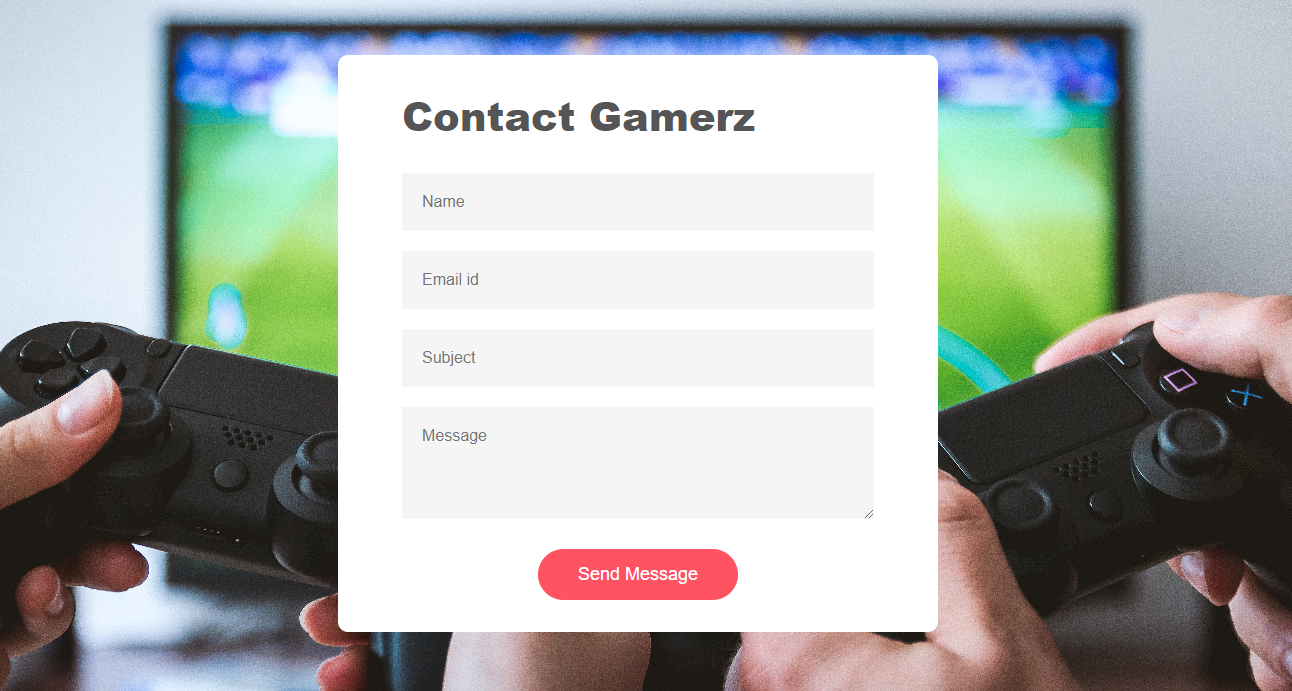 Contact Gamerz
Name
Email id
Subject
Message
Send Message